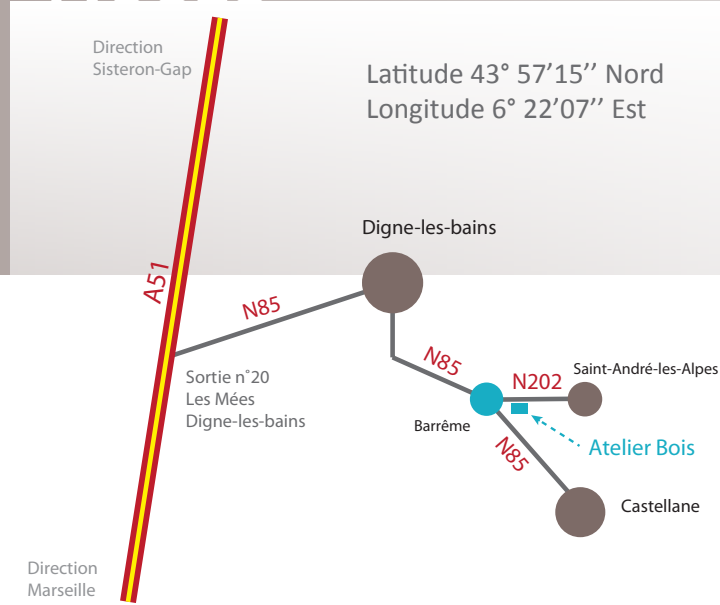 Direction
Sisteron-Gap
Latitude 43° 57’15’’ Nord
Longitude 6° 22’07’’ Est
Digne-les-bains
A51
N85
N85
Sortie n°20
Les Mées
Digne-les-bains
N202
Saint-André-les-Alpes
Barrême
N85
Atelier Bois
Castellane
Direction
Marseille